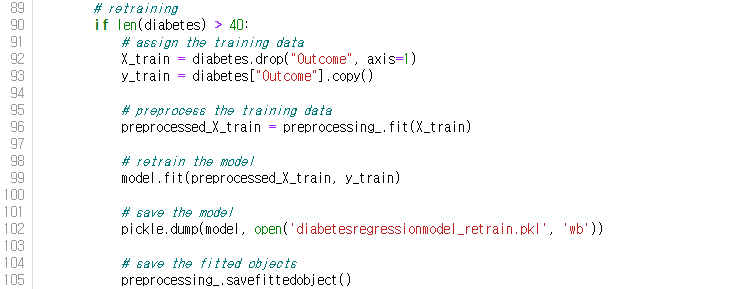 89 # retraining
90 if len(diabetes) > 40:
91 # assign the training data
92 X_train = diabetes.drop("Outcome", axis=1)
93 y_train = diabetes["Outcome"].copy()
94
95 # preprocess the training data
96 preprocessed_X_train = preprocessing_.fit(X_train)
97
98 # retrain the model
99 model.fit(preprocessed_X_train, y_train)
100
101 # save the model
102 pickle.dump(model, open('diabetesregressionmodel_retrain.pkl', 'wb'))
103
104 # save the fitted objects
105 preprocessing_.savefittedobject()